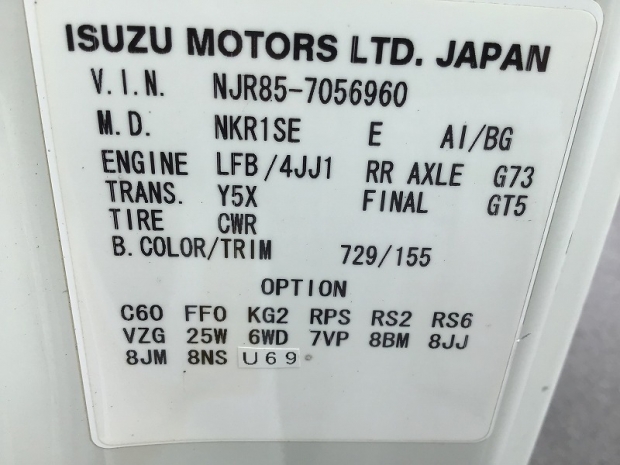 ISUZU MOTORS LTD. JAPAN
V.I.N. NJR85-7056960
M.D. NKR1SE E AI/BG
ENGINE LFB/4JJ1 RR AXLE G73
TRANS. Y5X FINAL GT5
TIRE CWR
B.COLOR/TRIM 729/155
OPTION
C60 FF0 KG2 RPS RS2 RS6
VZG 25W 6WD 7VP 8BM 8JJ
8JM 8NS U69